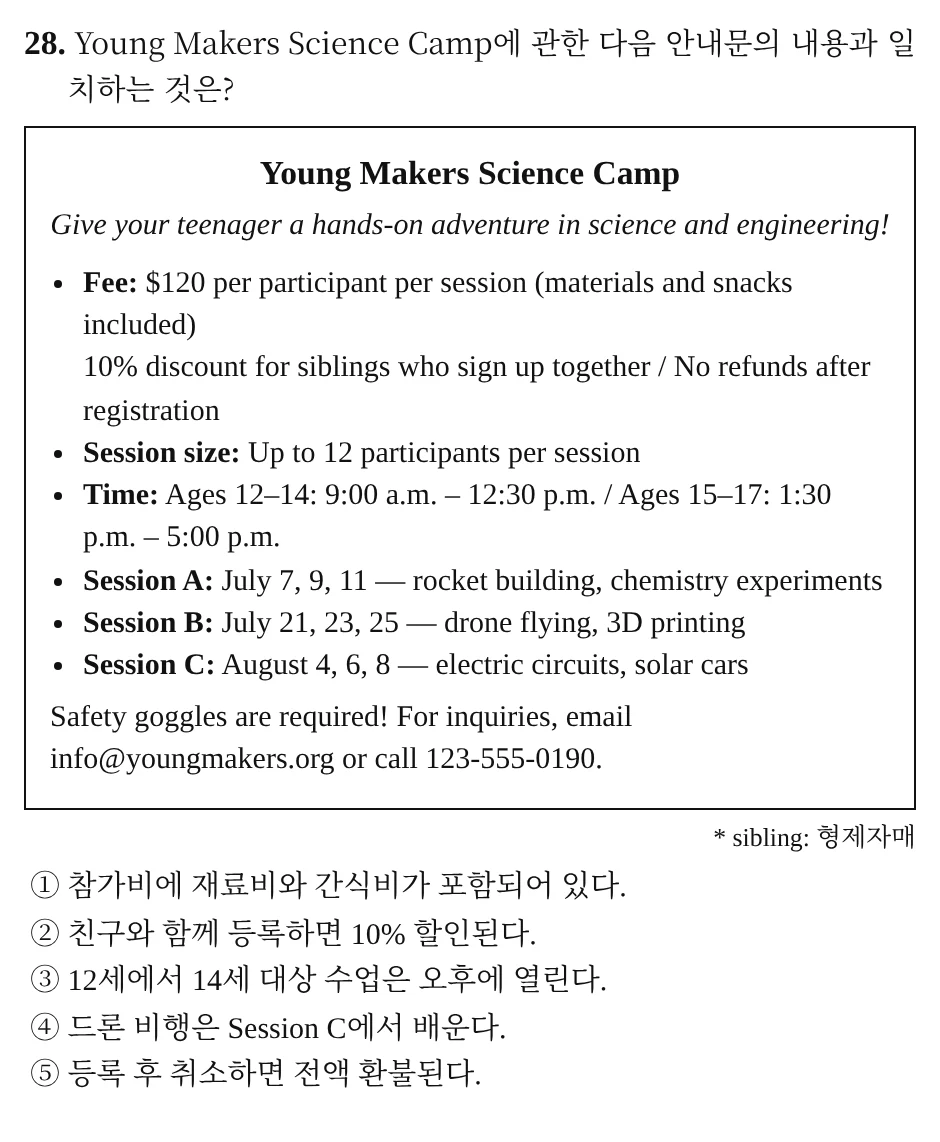 28. Young Makers Science Camp에 관한 다음 안내문의 내용과 일
치하는 것은?
Young Makers Science Camp
Give your teenager a hands-on adventure in science and engineering!
• Fee: $120 per participant per session (materials and snacks
included)
10% discount for siblings who sign up together / No refunds after
registration
• Session size: Up to 12 participants per session
• Time: Ages 12–14: 9:00 a.m. – 12:30 p.m. / Ages 15–17: 1:30
p.m. – 5:00 p.m.
• Session A: July 7, 9, 11 — rocket building, chemistry experiments
• Session B: July 21, 23, 25 — drone flying, 3D printing
• Session C: August 4, 6, 8 — electric circuits, solar cars
Safety goggles are required! For inquiries, email
info@youngmakers.org or call 123-555-0190.
* sibling: 형제자매
① 참가비에 재료비와 간식비가 포함되어 있다.
② 친구와 함께 등록하면 10% 할인된다.
③ 12세에서 14세 대상 수업은 오후에 열린다.
④ 드론 비행은 Session C에서 배운다.
⑤ 등록 후 취소하면 전액 환불된다.